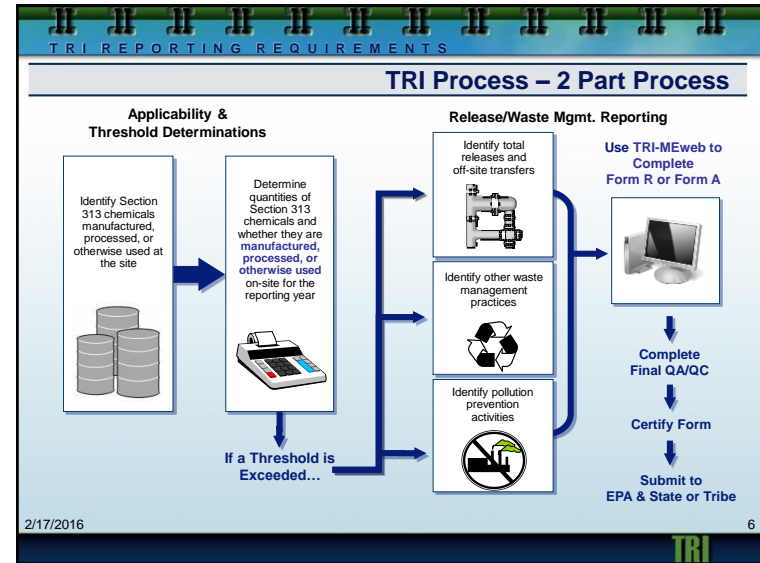 TRI REPORTING REQUIREMENTS
TRI Process – 2 Part Process
Applicability &
Threshold Determinations
Identify Section
313 chemicals
manufactured,
processed, or
otherwise used at
the site
Determine
quantities of
Section 313
chemicals and
whether they are
manufactured,
processed, or
otherwise used
on-site for the
reporting year
If a Threshold is
Exceeded…
Release/Waste Mgmt. Reporting
Identify total
releases and
off-site transfers
Identify other waste
management
practices
Identify pollution
prevention
activities
Use TRI-MEweb to
Complete
Form R or Form A
Complete
Final QA/QC
Certify Form
Submit to
EPA & State or Tribe
2/17/2016
6
TRI